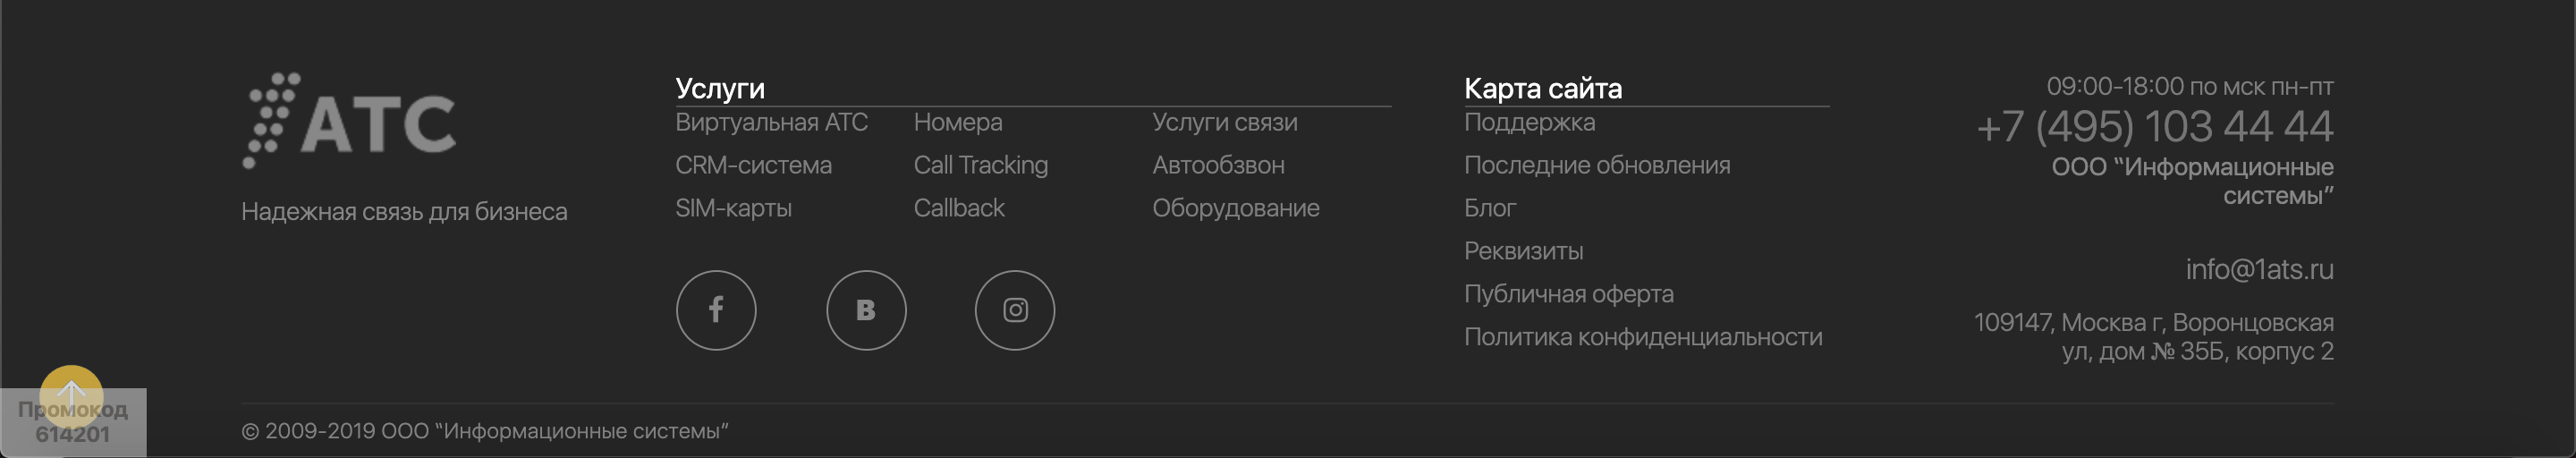 АТС
Надежная связь для бизнеса
Услуги
Виртуальная АТС
CRM-система
SIM-карты
Номера
Call Tracking
Callback
Услуги связи
Автообзвон
Оборудование
Карта сайта
Поддержка
Последние обновления
Блог
Реквизиты
Публичная оферта
Политика конфиденциальности
09:00-18:00 по мск пн-пт
+7 (495) 103 44 44
ООО “Информационные
системы”
info@1ats.ru
109147, Москва г, Воронцовская
ул, дом № 35Б, корпус 2
Промокод
614201
© 2009-2019 ООО “Информационные системы”